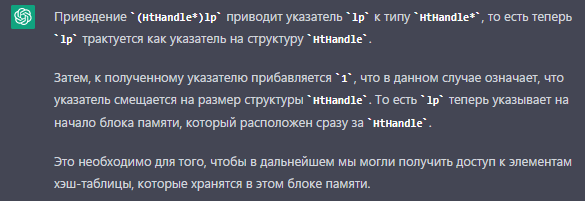 Приведение `(HtHandle*)lp` приводит указатель `lp` к типу `HtHandle*`, то есть теперь
`lp` трактуется как указатель на структуру `HtHandle`.
Затем, к полученному указателю прибавляется `1`, что в данном случае означает, что
указатель смещается на размер структуры `HtHandle`. То есть `lp` теперь указывает на
начало блока памяти, который расположен сразу за `HtHandle`.
Это необходимо для того, чтобы в дальнейшем мы могли получить доступ к элементам
хэш-таблицы, которые хранятся в этом блоке памяти.